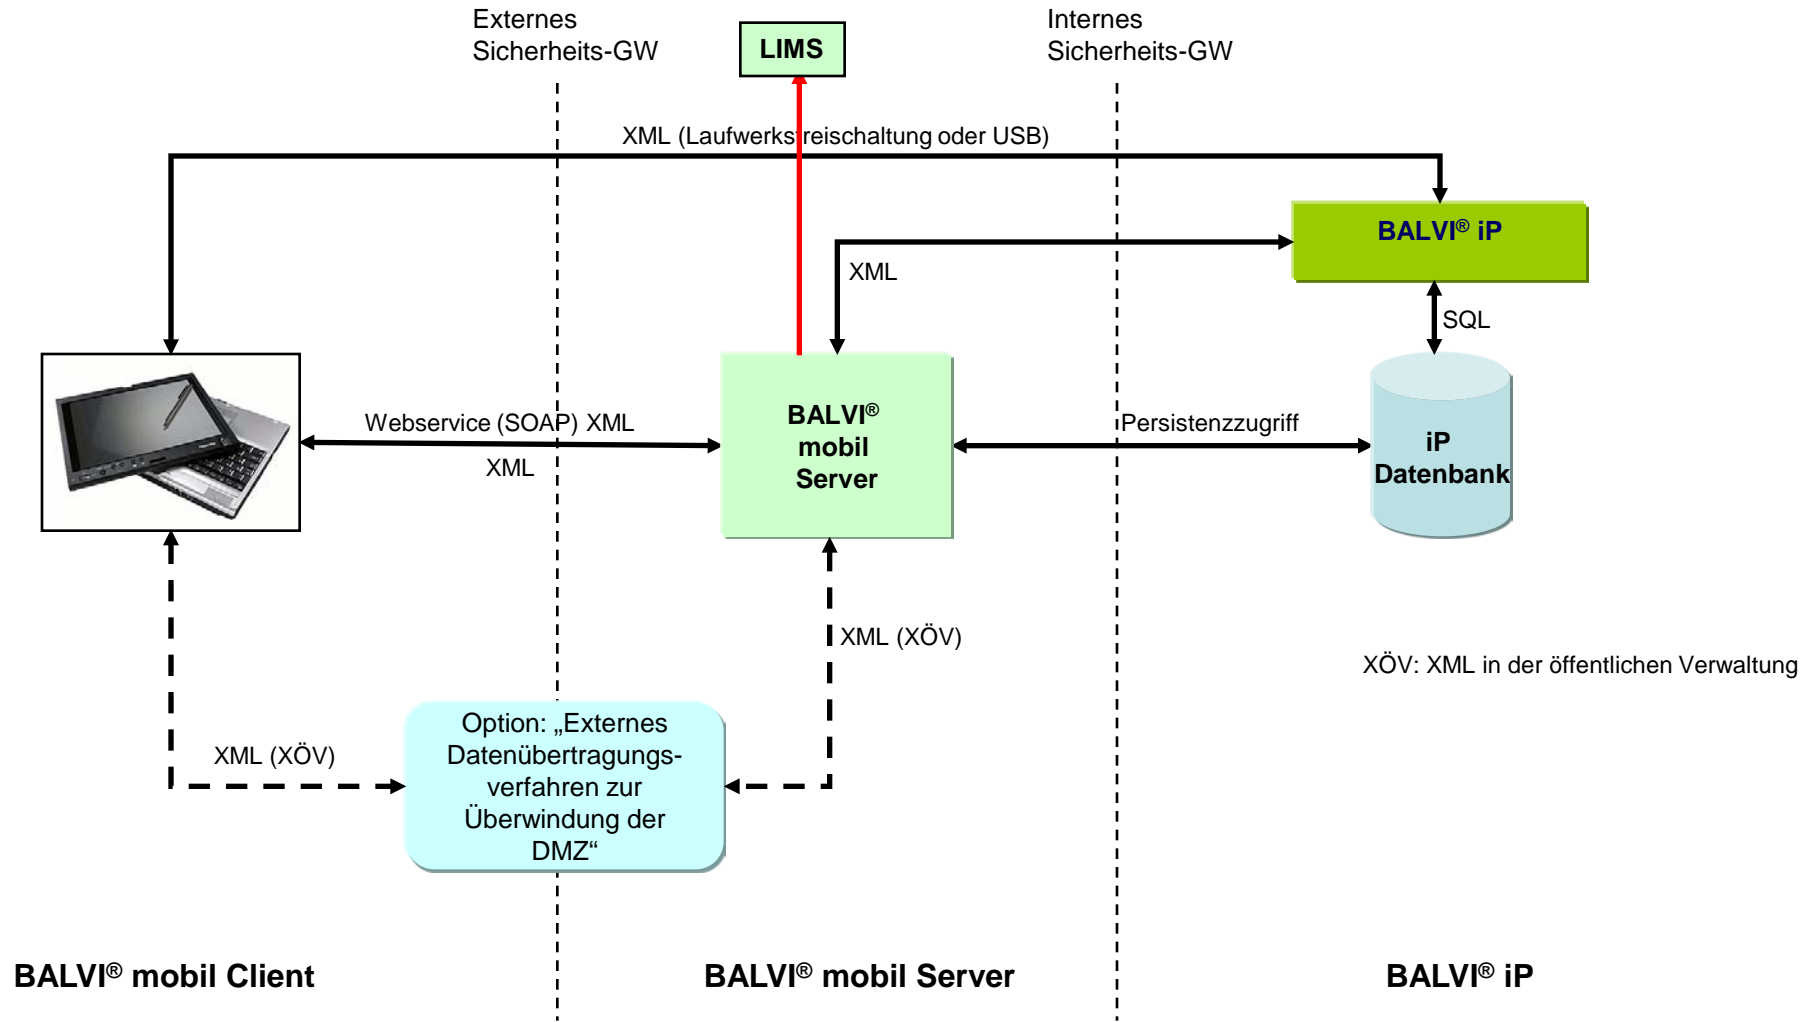 Externes
Sicherheits-GW
LIMS
Internes
Sicherheits-GW
XML (Laufwerksfreischaltung oder USB)
BALVI® iP
XML
SQL
Webservice (SOAP) XML
XML
BALVI®
mobil
Server
Persistenzzugriff
iP
Datenbank
XML (XÖV)
XÖV: XML in der öffentlichen Verwaltung
Option: „Externes
Datenübertragungs-
verfahren zur
Überwindung der
DMZ“
XML (XÖV)
BALVI® mobil Client
BALVI® mobil Server
BALVI® iP